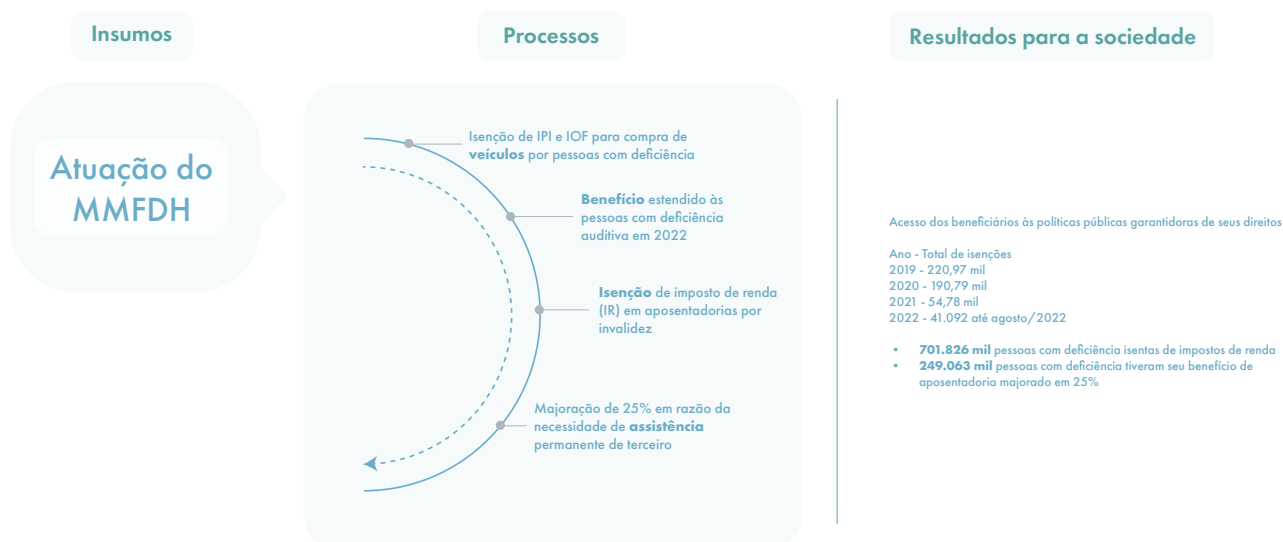 Insumos
Processos
Resultados para a sociedade
Atuação do
MMFDH
Isenção de IPI e IOF para compra de
veículos por pessoas com deficiência
Benefício estendido às
pessoas com deficiência
auditiva em 2022
Isenção de imposto de renda
(IR) em aposentadorias por
invalidez
Majoração de 25% em razão da
necessidade de assistência
permanente de terceiro
Acesso dos beneficiários às políticas públicas garantidoras de seus direitos
Ano - Total de isenções
2019 - 220,97 mil
2020 - 190,79 mil
2021 - 54,78 mil
2022 - 41.092 até agosto/2022
• 701.826 mil pessoas com deficiência isentas de impostos de renda
• 249.063 mil pessoas com deficiência tiveram seu benefício de
aposentadoria majorado em 25%